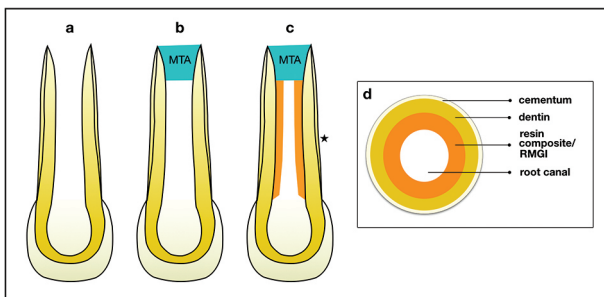 a
b
c
MTA
MTA
★
d
cementum
dentin
resin
composite/
RMGI
root canal